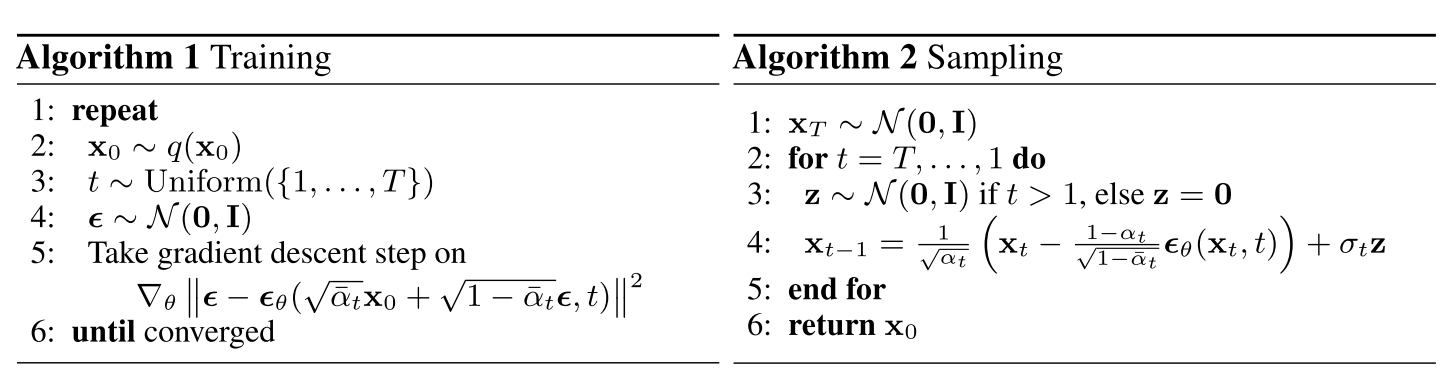 Algorithm 1 Training
1: repeat
2: x₀ ∼ q(x₀)
3: t ∼ Uniform({1, . . . , T})
4: ϵ ∼ 𝒩(0, I)
5: Take gradient descent step on
∇θ ‖ϵ − ϵθ(√ᾱₜx₀ + √1 − ᾱₜϵ, t)‖²
6: until converged
Algorithm 2 Sampling
1: x_T ∼ 𝒩(0, I)
2: for t = T, . . . , 1 do
3: z ∼ 𝒩(0, I) if t > 1, else z = 0
4: xₜ₋₁ = 1/√αₜ (xₜ − (1−αₜ)/√(1−ᾱₜ) ϵθ(xₜ, t)) + σₜz
5: end for
6: return x₀